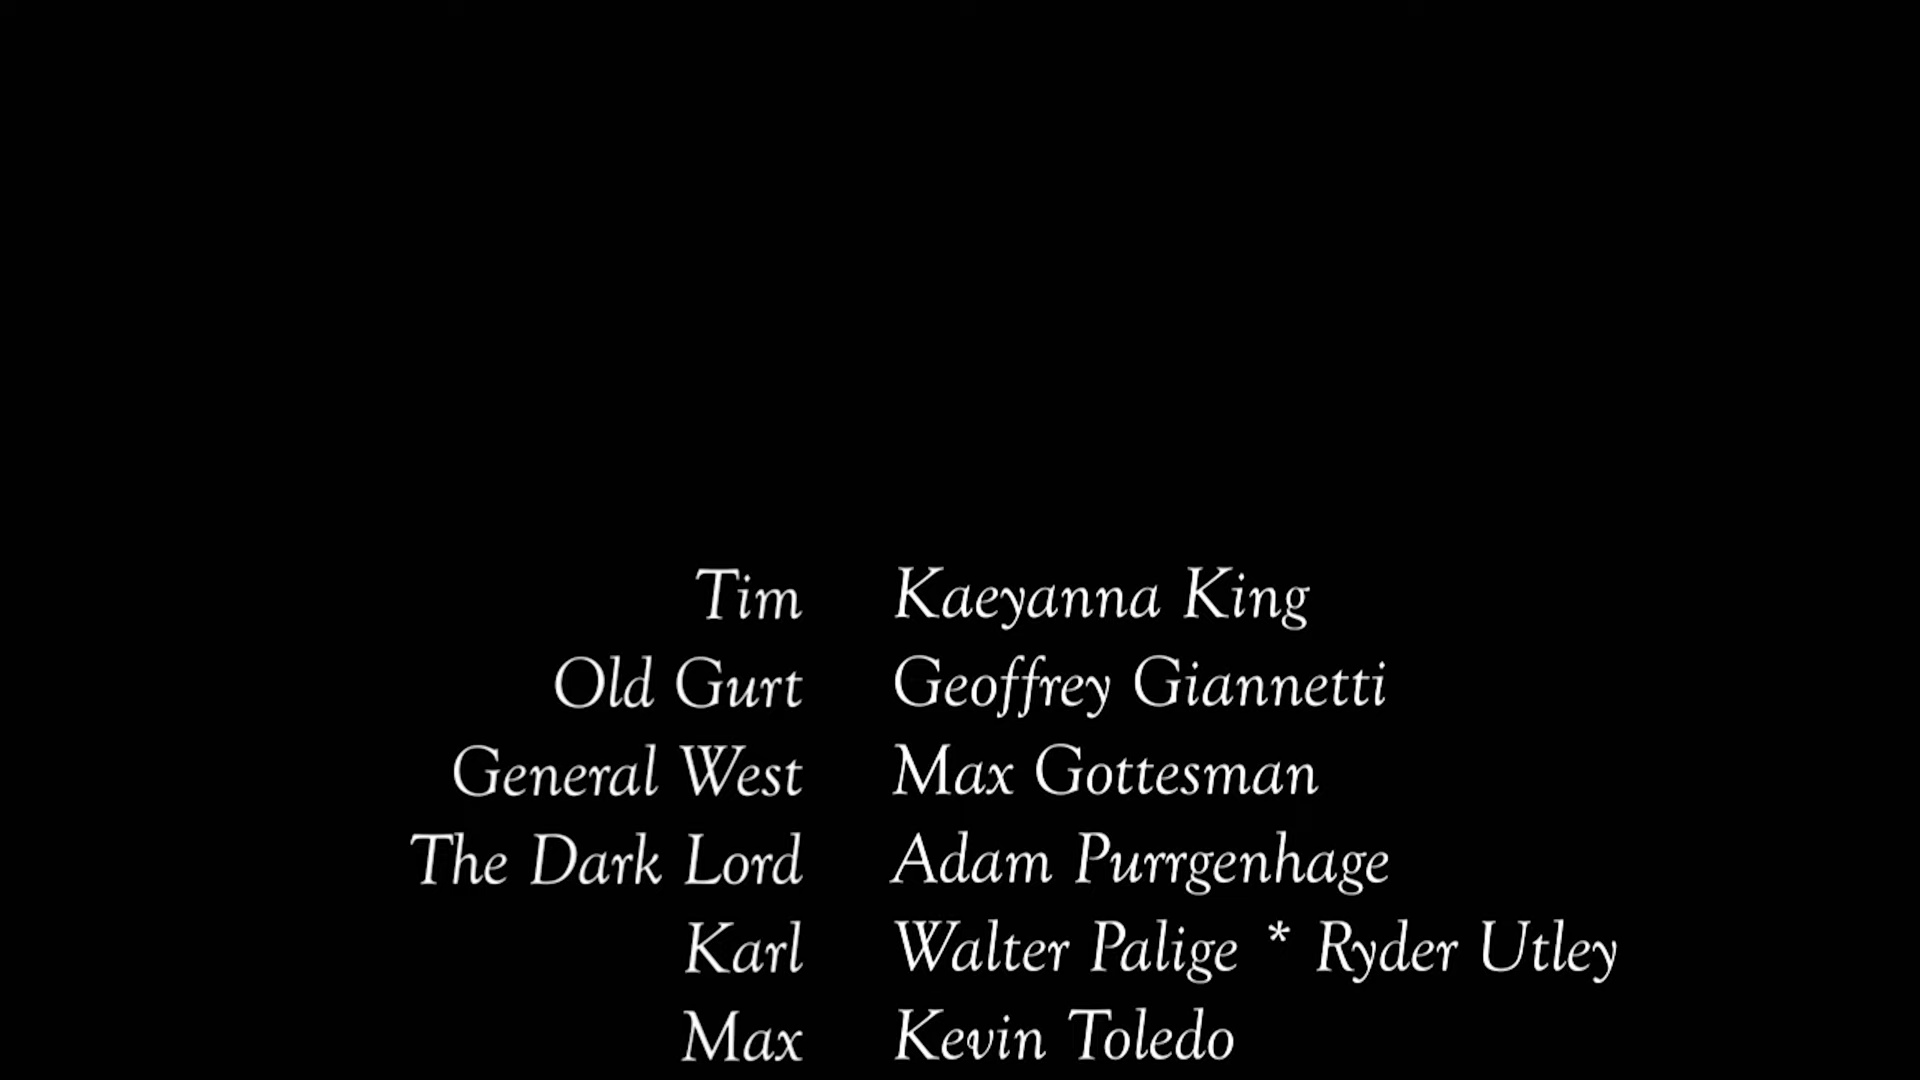 Tim Kaeyanna King
Old Gurt Geoffrey Giannetti
General West Max Gottesman
The Dark Lord Adam Purrgenhage
Karl Walter Palige * Ryder Utley
Max Kevin Toledo